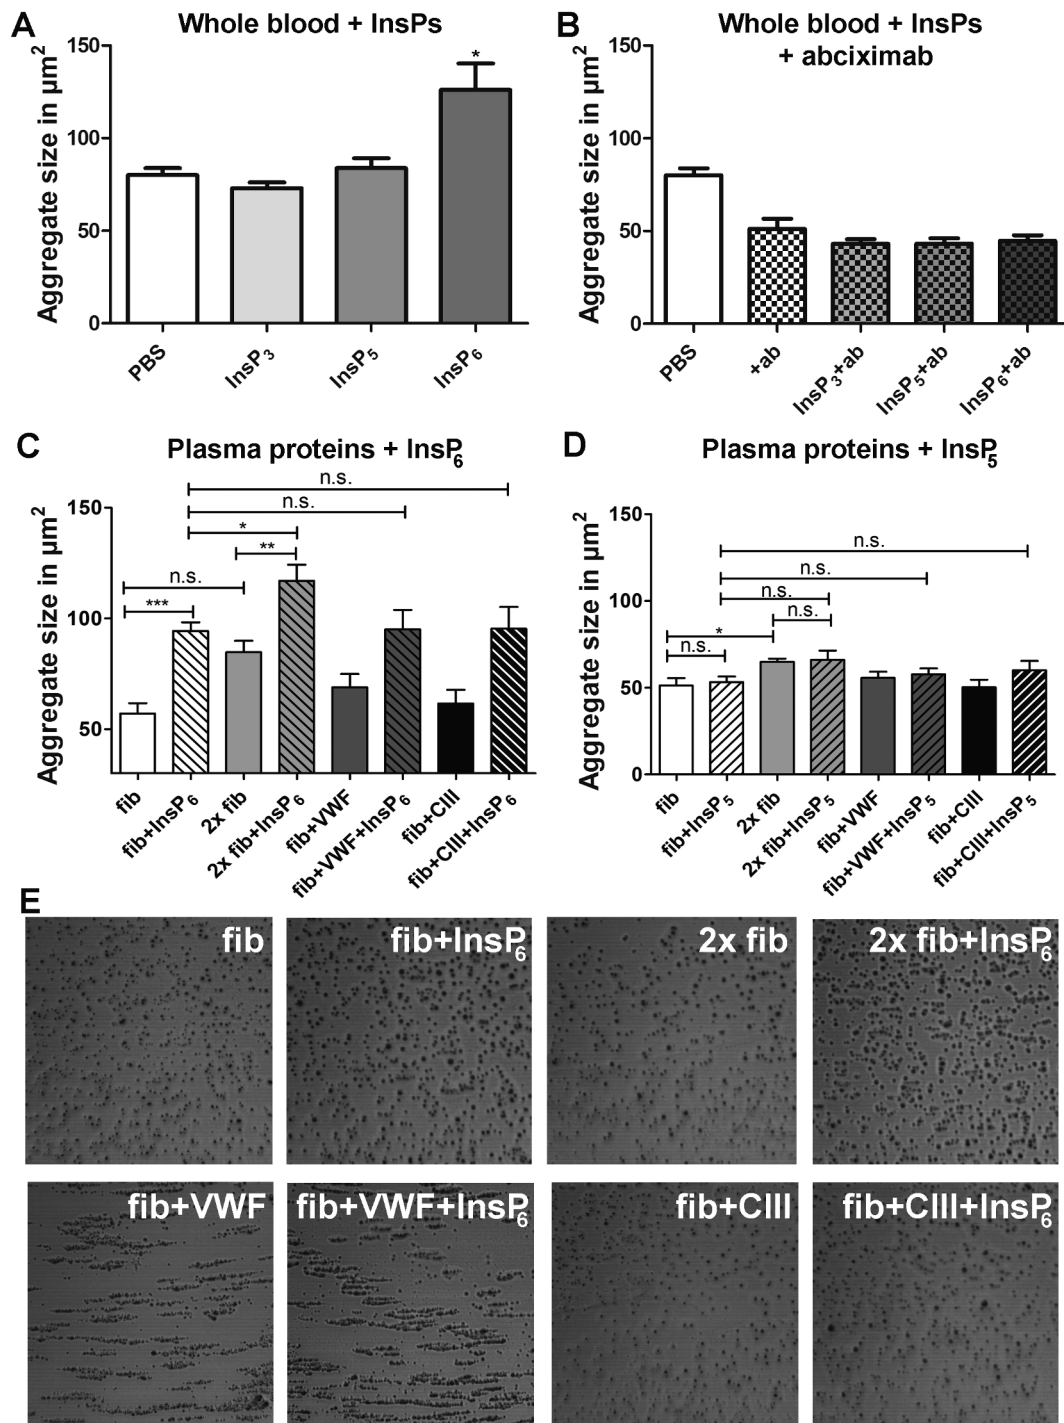 A
Whole blood + InsPs
Aggregate size in µm²
150
100
50
0
*
PBS
InsP₃
InsP₅
InsP₆
B
Whole blood + InsPs
+ abciximab
Aggregate size in µm²
150
100
50
0
PBS
+ab
InsP₃+ab
InsP₅+ab
InsP₆+ab
C
Plasma proteins + InsP₆
Aggregate size in µm²
150
100
50
n.s.
n.s.
*
**
n.s.
***
fib
fib+InsP₆
2x fib
2x fib+InsP₆
fib+VWF
fib+VWF+InsP₆
fib+CIII
fib+CIII+InsP₆
D
Plasma proteins + InsP₅
Aggregate size in µm²
150
100
50
0
n.s.
n.s.
n.s.
n.s.
*
n.s.
fib
fib+InsP₅
2x fib
2x fib+InsP₅
fib+VWF
fib+VWF+InsP₅
fib+CIII
fib+CIII+InsP₅
E
fib
fib+InsP₆
2x fib
2x fib+InsP₆
fib+VWF
fib+VWF+InsP₆
fib+CIII
fib+CIII+InsP₆